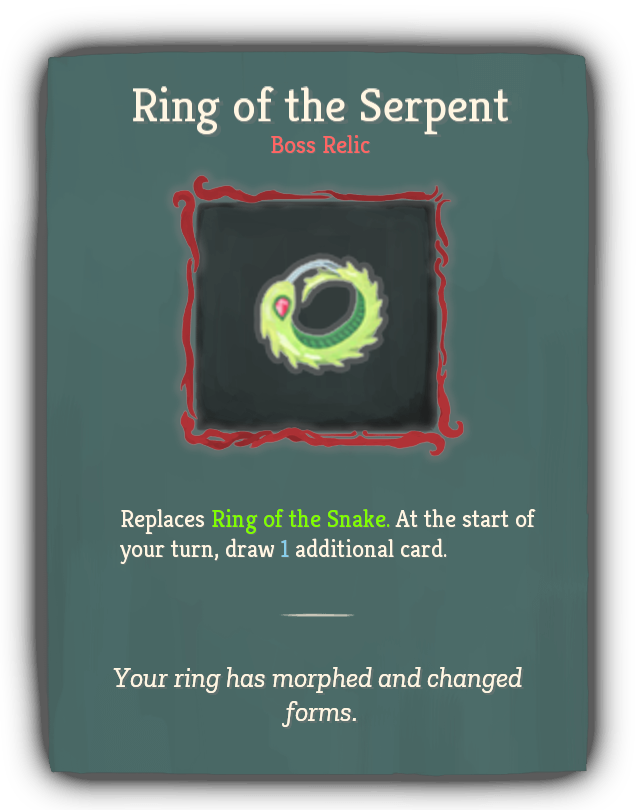 Ring of the Serpent
Boss Relic
Replaces Ring of the Snake. At the start of
your turn, draw 1 additional card.
Your ring has morphed and changed
forms.